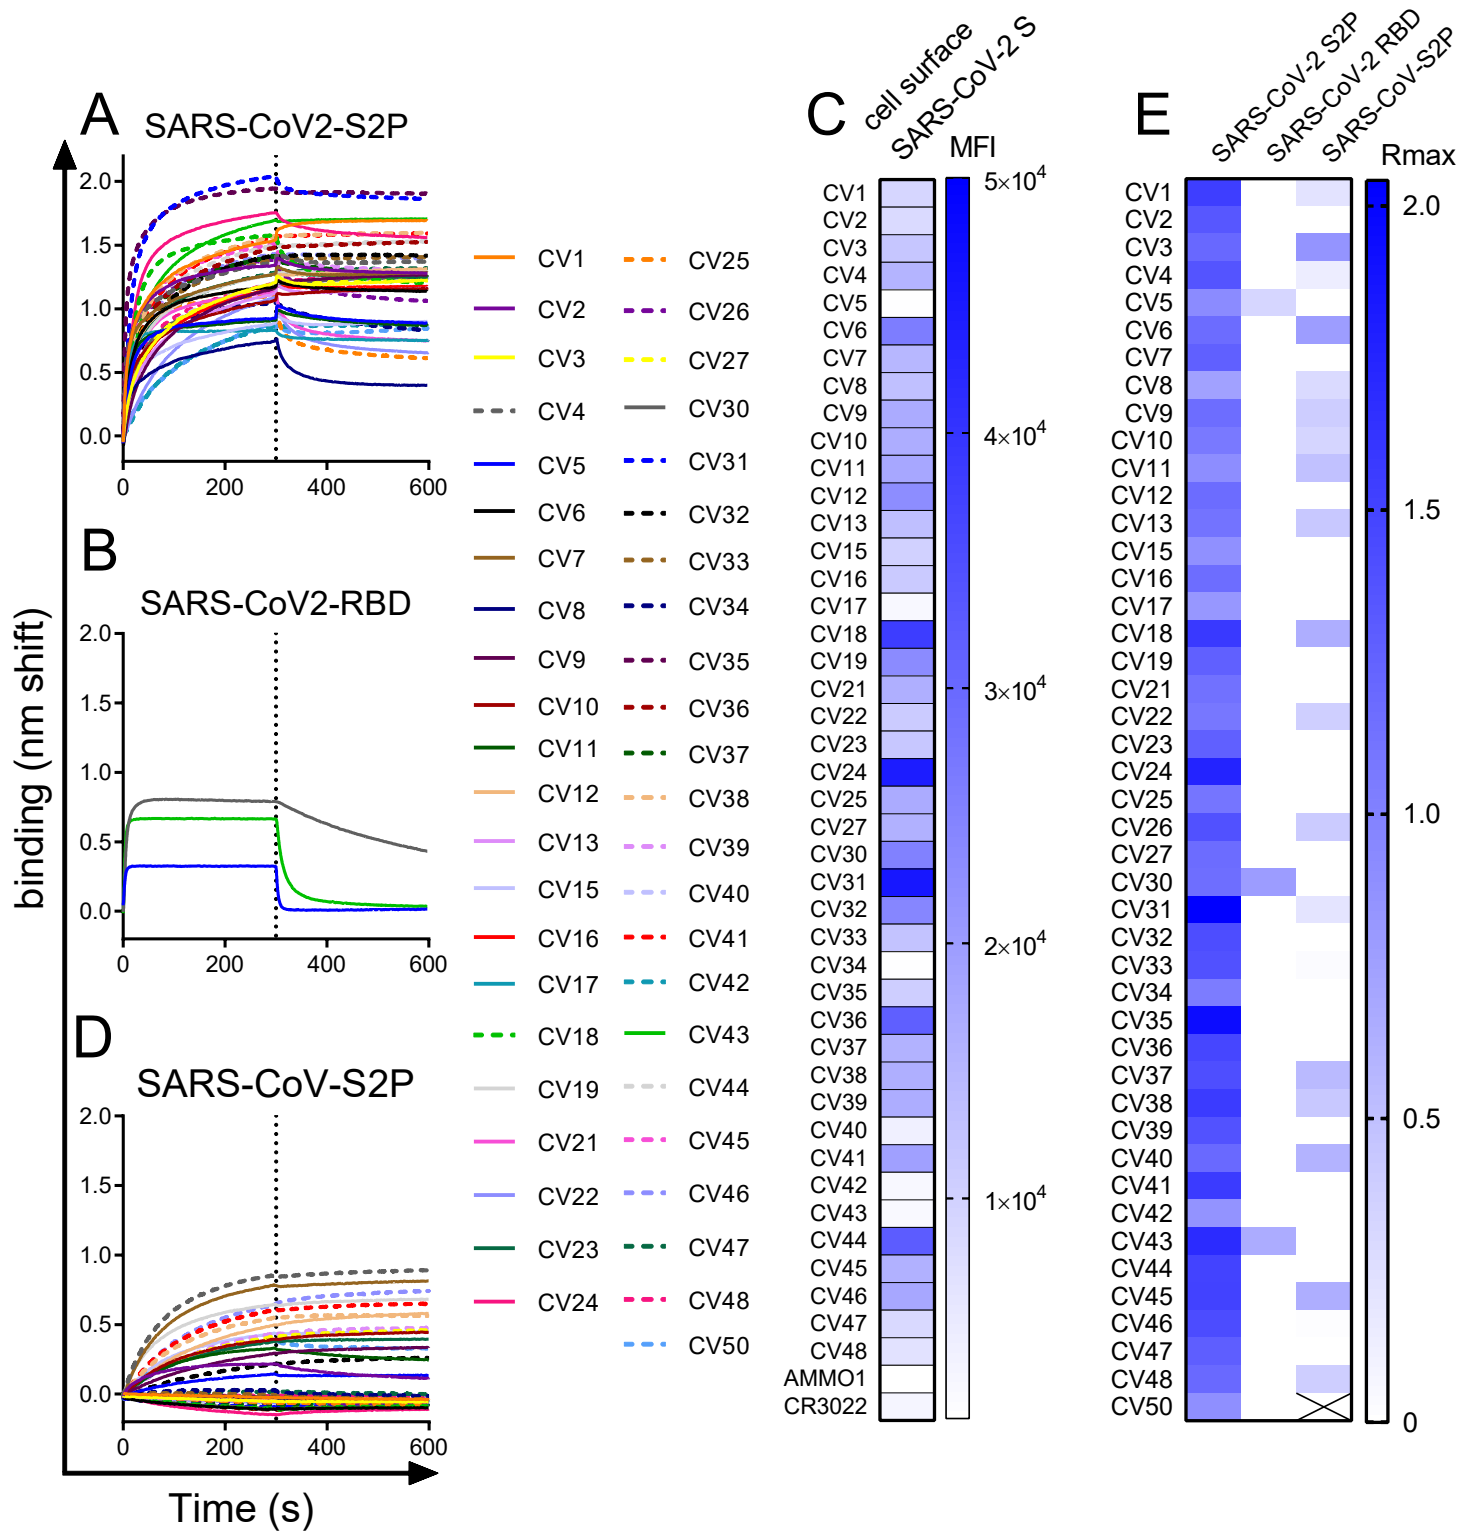 A
SARS-CoV2-S2P
2.0
1.5
1.0
0.5
0.0
0
200
400
600
B
SARS-CoV2-RBD
2.0
1.5
1.0
0.5
0.0
0
200
400
600
D
SARS-CoV-S2P
2.0
1.5
1.0
0.5
0.0
0
200
400
600
binding (nm shift)
Time (s)
CV1
CV2
CV3
CV4
CV5
CV6
CV7
CV8
CV9
CV10
CV11
CV12
CV13
CV15
CV16
CV17
CV18
CV19
CV21
CV22
CV23
CV24
CV25
CV26
CV27
CV30
CV31
CV32
CV33
CV34
CV35
CV36
CV37
CV38
CV39
CV40
CV41
CV42
CV43
CV44
CV45
CV46
CV47
CV48
CV50
C
cell surface
SARS-CoV-2 S
MFI
5×10⁴
4×10⁴
3×10⁴
2×10⁴
1×10⁴
CV1
CV2
CV3
CV4
CV5
CV6
CV7
CV8
CV9
CV10
CV11
CV12
CV13
CV15
CV16
CV17
CV18
CV19
CV21
CV22
CV23
CV24
CV25
CV27
CV30
CV31
CV32
CV33
CV34
CV35
CV36
CV37
CV38
CV39
CV40
CV41
CV42
CV43
CV44
CV45
CV46
CV47
CV48
AMMO1
CR3022
E
SARS-CoV-2 S2P
SARS-CoV-2 RBD
SARS-CoV-S2P
Rmax
2.0
1.5
1.0
0.5
0
CV1
CV2
CV3
CV4
CV5
CV6
CV7
CV8
CV9
CV10
CV11
CV12
CV13
CV15
CV16
CV17
CV18
CV19
CV21
CV22
CV23
CV24
CV25
CV26
CV27
CV30
CV31
CV32
CV33
CV34
CV35
CV36
CV37
CV38
CV39
CV40
CV41
CV42
CV43
CV44
CV45
CV46
CV47
CV48
CV50